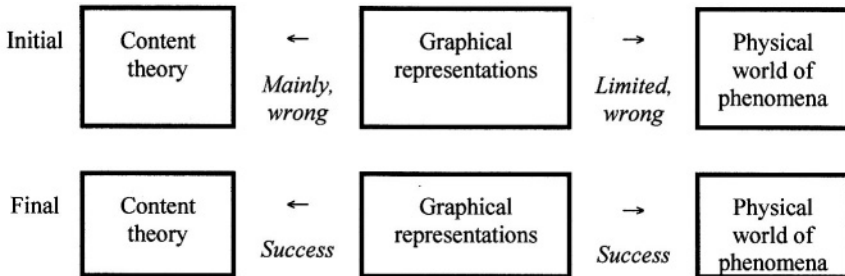 Initial Content ← Graphical → Physical
theory representations world of
Mainly, Limited, phenomena
wrong wrong
Final Content ← Graphical → Physical
theory representations world of
Success Success phenomena